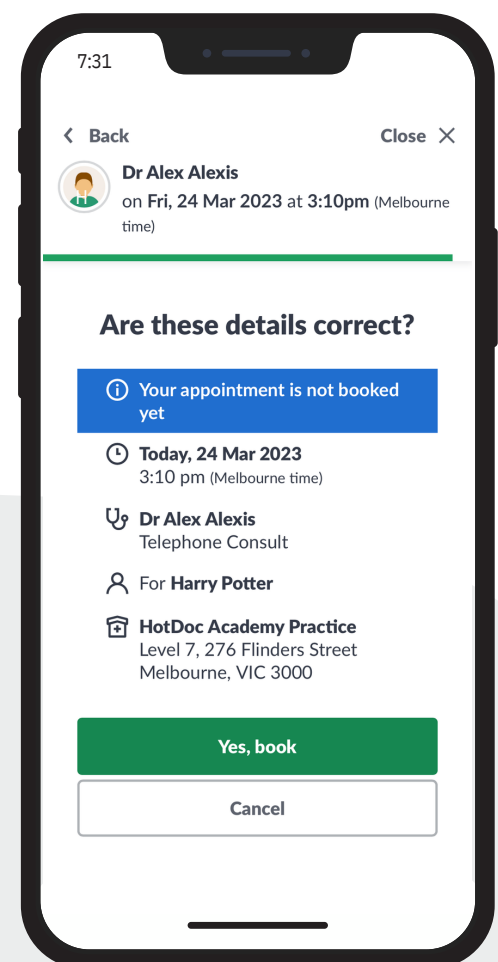 7:31
Back
Close
Dr Alex Alexis
on Fri, 24 Mar 2023 at 3:10pm (Melbourne
time)
Are these details correct?
Your appointment is not booked
yet
Today, 24 Mar 2023
3:10 pm (Melbourne time)
Dr Alex Alexis
Telephone Consult
For Harry Potter
HotDoc Academy Practice
Level 7, 276 Flinders Street
Melbourne, VIC 3000
Yes, book
Cancel